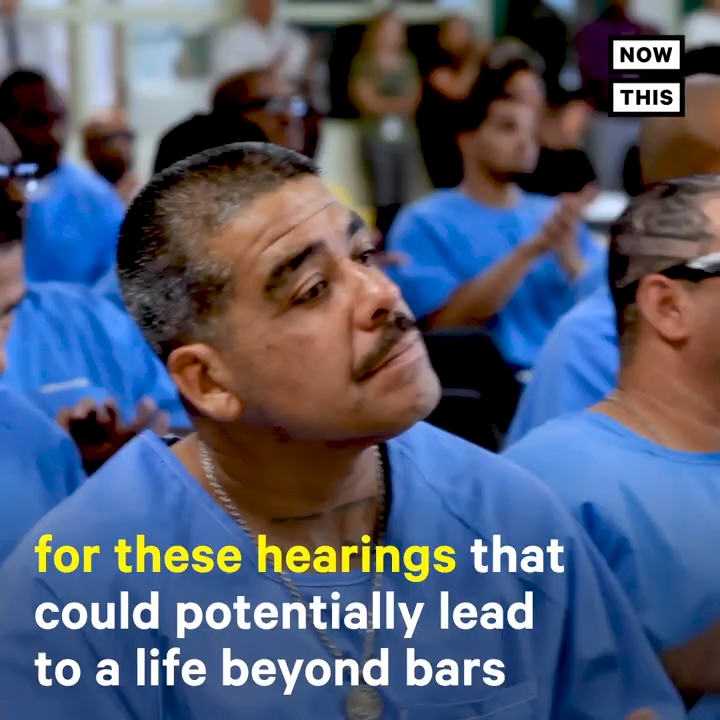 NOW
THIS
for these hearings that
could potentially lead
to a life beyond bars